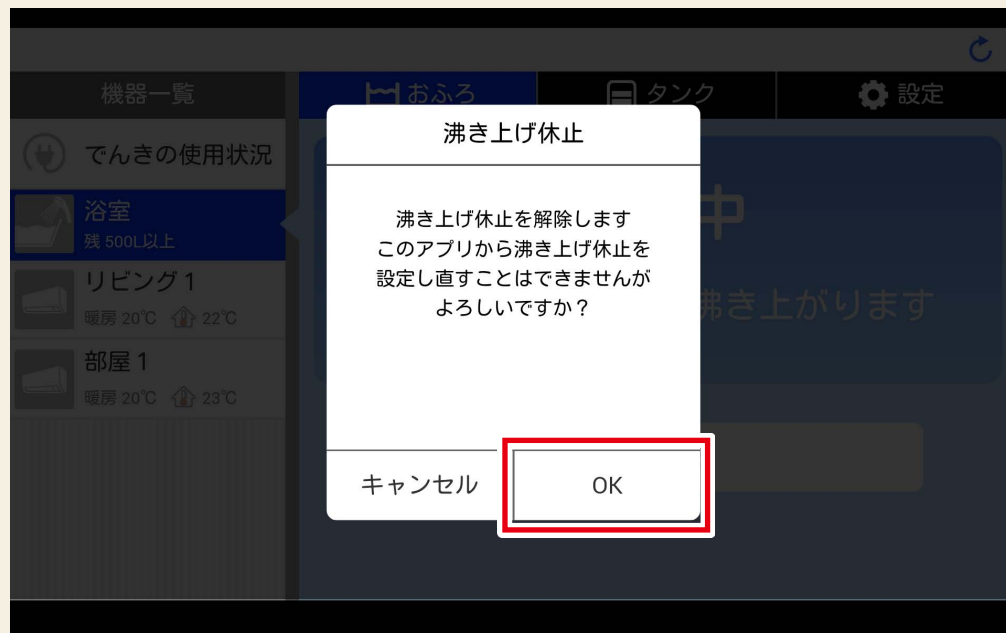 機器一覧
おふろ
タンク
設定
でんきの使用状況
浴室
残 500L以上
リビング 1
暖房 20℃ 22℃
部屋 1
暖房 20℃ 23℃
中
沸き上がります
沸き上げ休止
沸き上げ休止を解除します
このアプリから沸き上げ休止を
設定し直すことはできませんが
よろしいですか？
キャンセル
OK